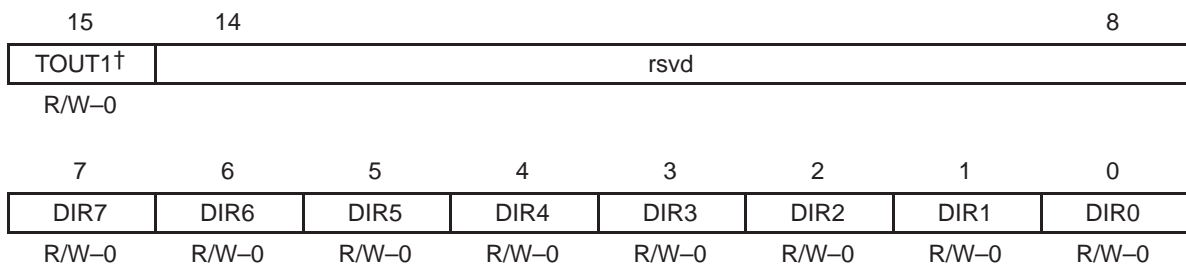 15 14 8
TOUT1† rsvd
R/W–0
7 6 5 4 3 2 1 0
DIR7 DIR6 DIR5 DIR4 DIR3 DIR2 DIR1 DIR0
R/W–0 R/W–0 R/W–0 R/W–0 R/W–0 R/W–0 R/W–0 R/W–0